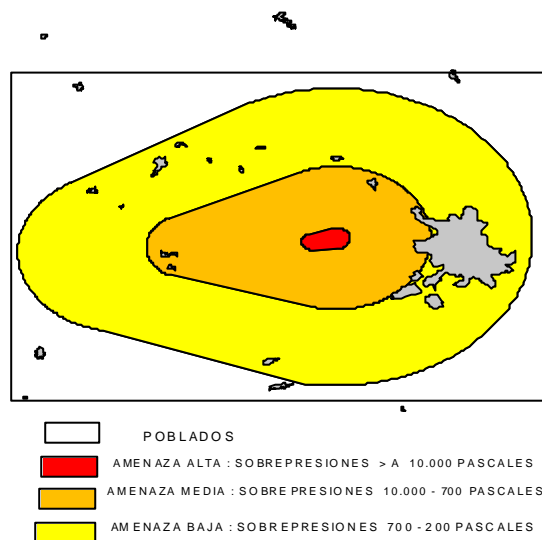 POBLADOS
AMENAZA ALTA : SOBREPRESIONES > A 10.000 PASCALES
AMENAZA MEDIA : SOBREPRESIONES 10.000 - 700 PASCALES
AMENAZA BAJA : SOBREPRESIONES 700 - 200 PASCALES